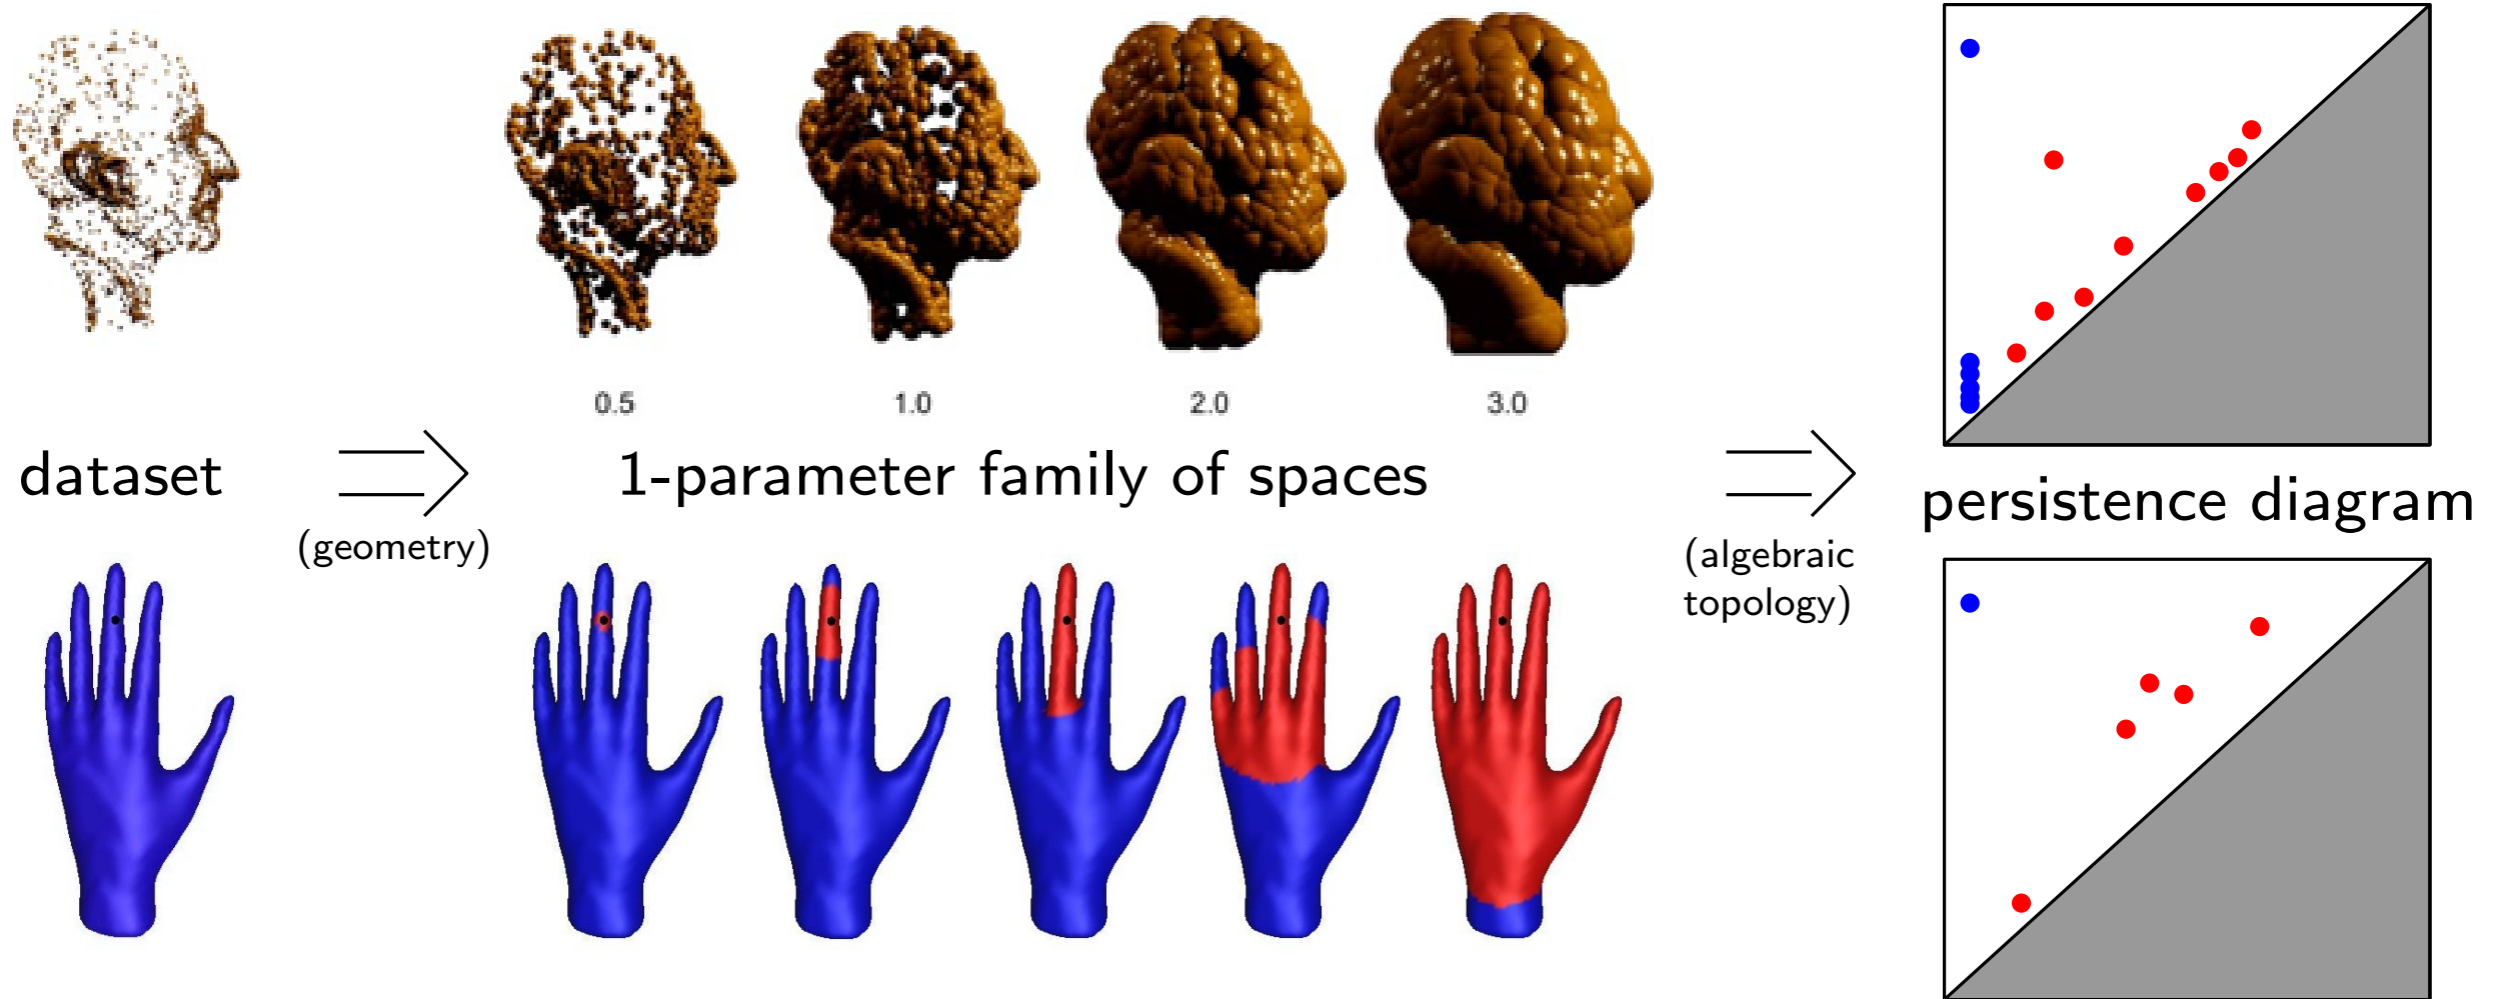 0.5 1.0 2.0 3.0
dataset
(geometry)
1-parameter family of spaces
(algebraic
topology)
persistence diagram